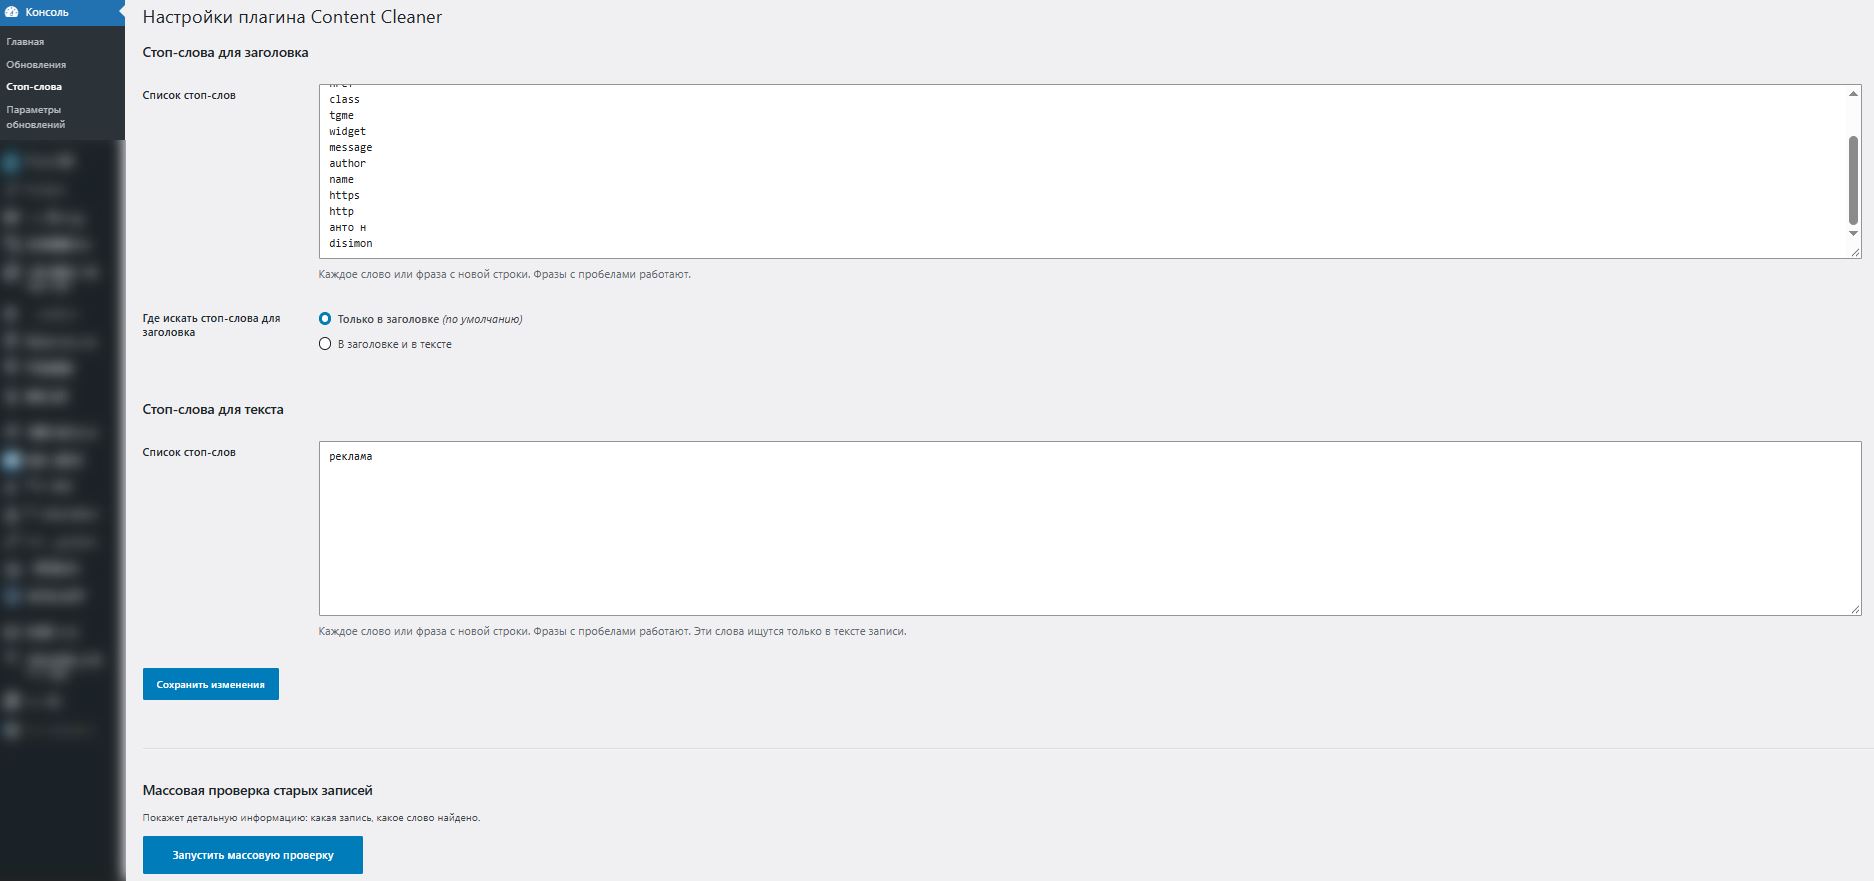 Консоль
Главная
Обновления
Стоп-слова
Параметры
обновлений
Настройки плагина Content Cleaner
Стоп-слова для заголовка
Список стоп-слов
class
tgme
widget
message
author
name
https
http
анто н
disimon
Каждое слово или фраза с новой строки. Фразы с пробелами работают.
Где искать стоп-слова для
заголовка
Только в заголовке (по умолчанию)
В заголовке и в тексте
Стоп-слова для текста
Список стоп-слов
реклама
Каждое слово или фраза с новой строки. Фразы с пробелами работают. Эти слова ищутся только в тексте записи.
Сохранить изменения
Массовая проверка старых записей
Покажет детальную информацию: какая запись, какое слово найдено.
Запустить массовую проверку